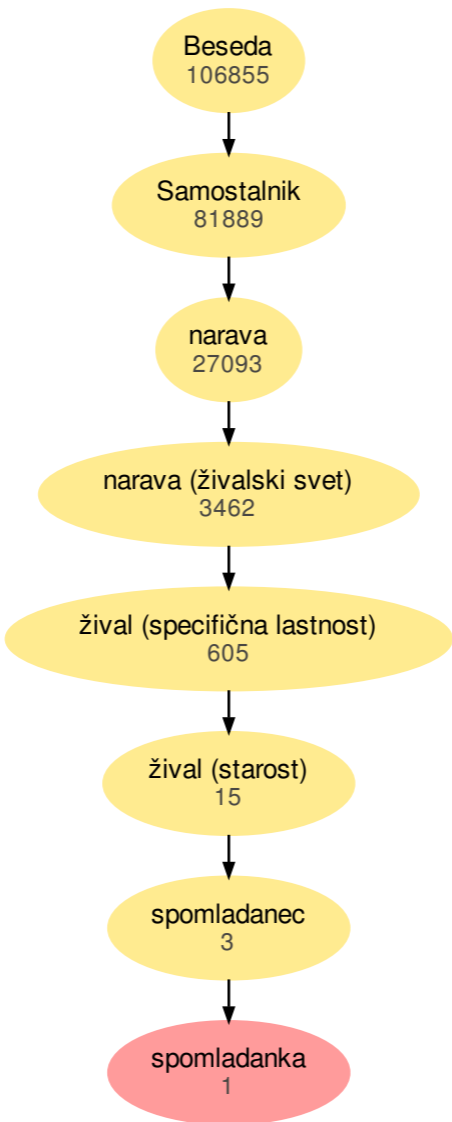 Beseda
106855
Samostalnik
81889
narava
27093
narava (živalski svet)
3462
žival (specifična lastnost)
605
žival (starost)
15
spomladanec
3
spomladanka
1